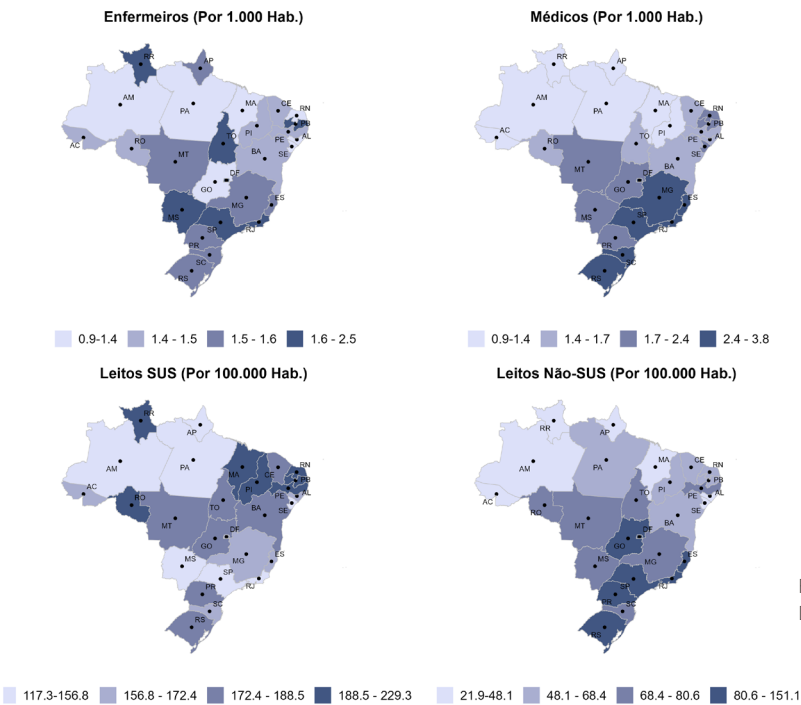 Enfermeiros (Por 1.000 Hab.)
RR
AP
AM
PA
MA
CE
RN
PB
PI
PE
AL
AC
RO
TO
SE
BA
MT
DF
GO
MG
ES
MS
SP
RJ
PR
SC
RS
0.9-1.4 1.4 - 1.5 1.5 - 1.6 1.6 - 2.5
Médicos (Por 1.000 Hab.)
RR
AP
AM
PA
MA
CE
RN
PB
PI
PE
AL
AC
RO
TO
SE
BA
MT
DF
GO
MG
ES
MS
SP
RJ
PR
SC
RS
0.9-1.4 1.4 - 1.7 1.7 - 2.4 2.4 - 3.8
Leitos SUS (Por 100.000 Hab.)
RR
AP
AM
PA
MA
CE
RN
PB
PI
PE
AL
AC
RO
TO
SE
BA
MT
DF
GO
MG
ES
MS
SP
RJ
PR
SC
RS
117.3-156.8 156.8 - 172.4 172.4 - 188.5 188.5 - 229.3
Leitos Não-SUS (Por 100.000 Hab.)
RR
AP
AM
PA
MA
CE
RN
PB
PI
PE
AL
AC
RO
TO
SE
BA
MT
DF
GO
MG
ES
MS
SP
RJ
PR
SC
RS
21.9-48.1 48.1 - 68.4 68.4 - 80.6 80.6 - 151.1